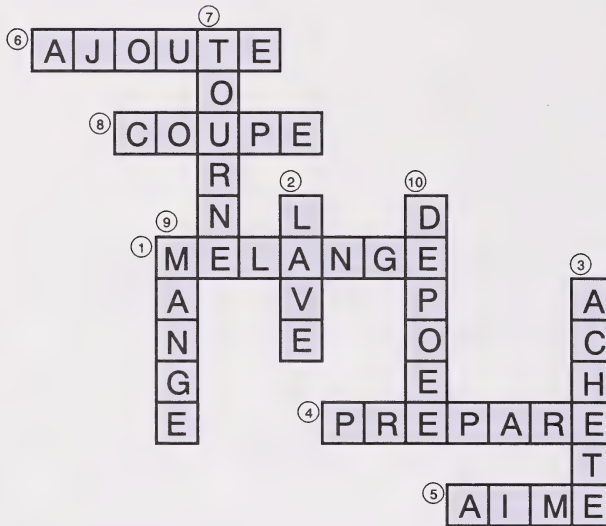 7 TOURNE
6 AJOUTE
8 COUPE
2 LAVE
10 DEPOEE
9 MANGE
1 MELANGE
3 ACHETE
4 PREPARE
5 AIME